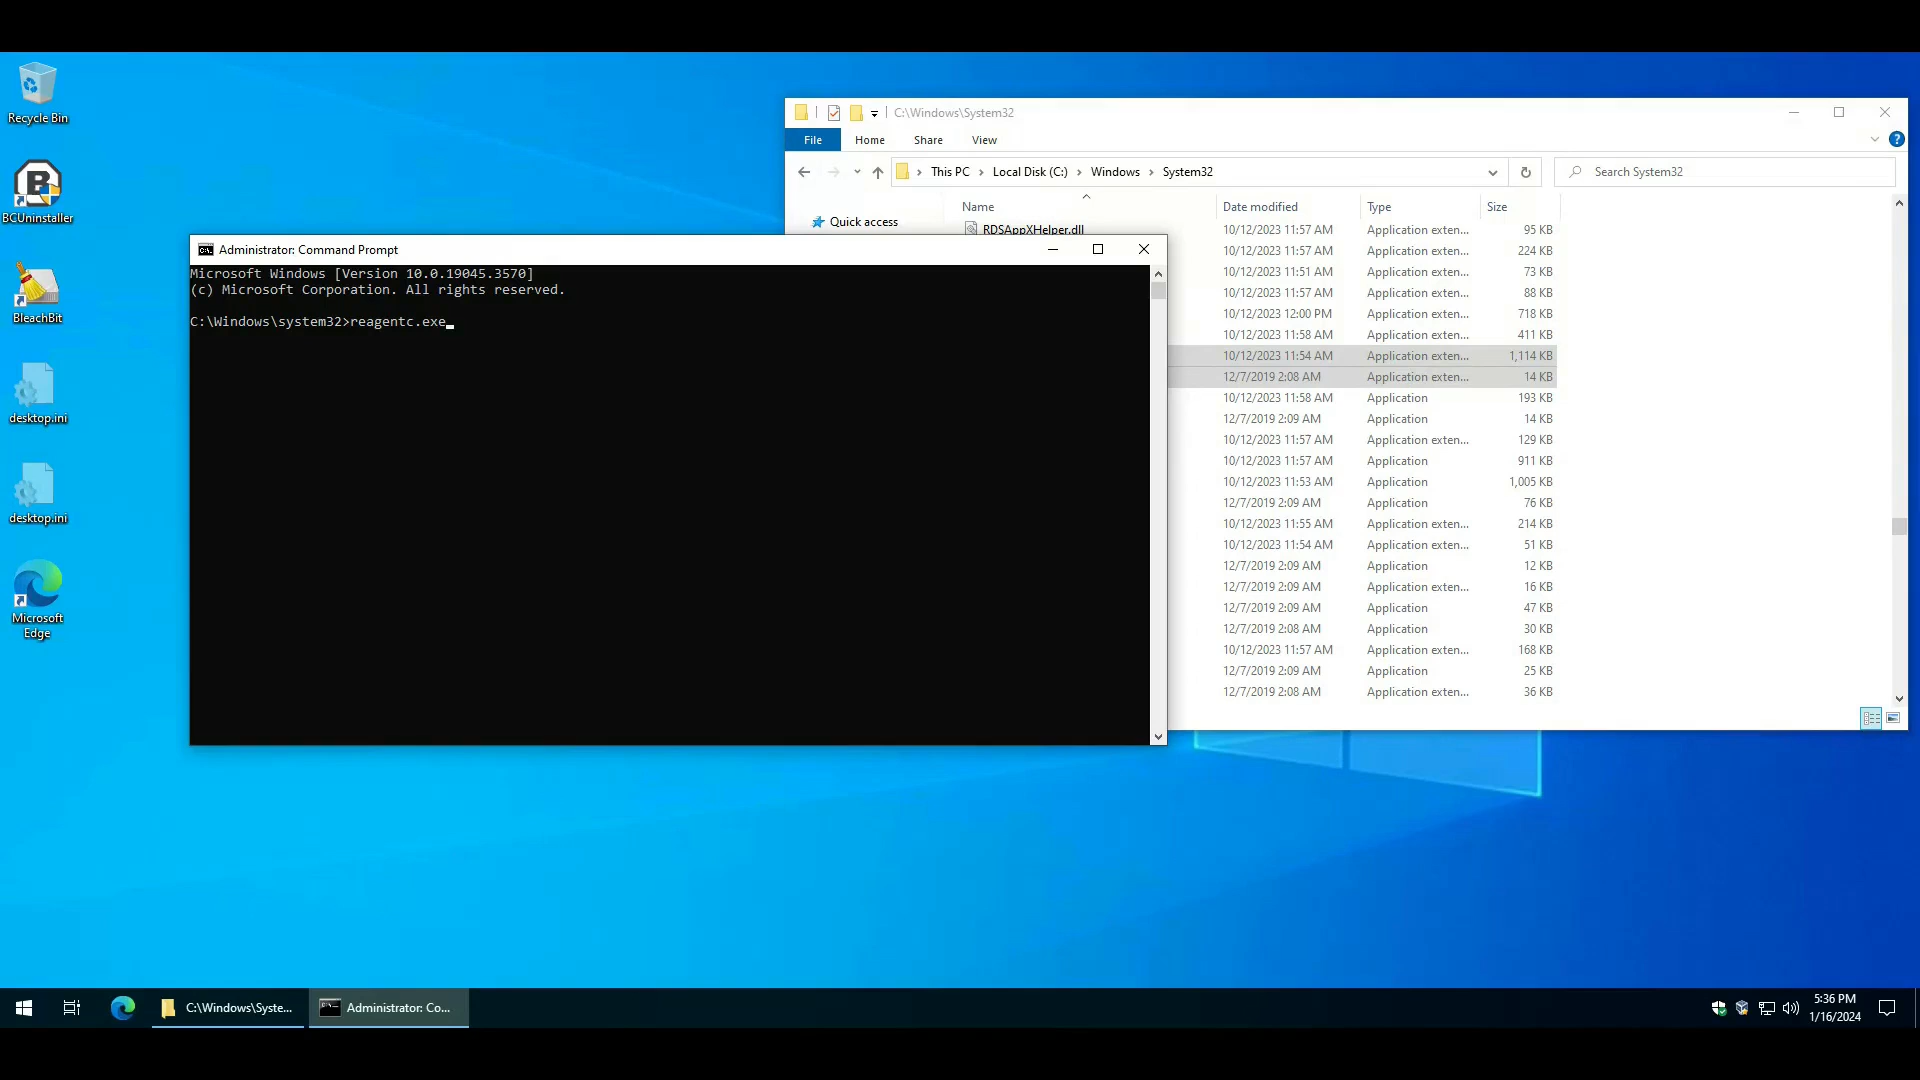 Recycle Bin
BCUninstaller
BleachBit
desktop.ini
desktop.ini
Microsoft
Edge
C:\Windows\System32
File Home Share View
This PC > Local Disk (C:) > Windows > System32
Search System32
Quick access
Name Date modified Type Size
RDSAppXHelper.dll 10/12/2023 11:57 AM Application exten... 95 KB
10/12/2023 11:57 AM Application exten... 224 KB
10/12/2023 11:51 AM Application exten... 73 KB
10/12/2023 11:57 AM Application exten... 88 KB
10/12/2023 12:00 PM Application exten... 718 KB
10/12/2023 11:58 AM Application exten... 411 KB
10/12/2023 11:54 AM Application exten... 1,114 KB
12/7/2019 2:08 AM Application exten... 14 KB
10/12/2023 11:58 AM Application 193 KB
12/7/2019 2:09 AM Application 14 KB
10/12/2023 11:57 AM Application exten... 129 KB
10/12/2023 11:57 AM Application 911 KB
10/12/2023 11:53 AM Application 1,005 KB
12/7/2019 2:09 AM Application 76 KB
10/12/2023 11:55 AM Application exten... 214 KB
10/12/2023 11:54 AM Application exten... 51 KB
12/7/2019 2:09 AM Application 12 KB
12/7/2019 2:09 AM Application exten... 16 KB
12/7/2019 2:09 AM Application 47 KB
12/7/2019 2:08 AM Application 30 KB
10/12/2023 11:57 AM Application exten... 168 KB
12/7/2019 2:09 AM Application 25 KB
12/7/2019 2:08 AM Application exten... 36 KB
Administrator: Command Prompt
Microsoft Windows [Version 10.0.19045.3570]
(c) Microsoft Corporation. All rights reserved.
C:\Windows\system32>reagentc.exe
C:\Windows\Syste...
Administrator: Co...
5:36 PM
1/16/2024